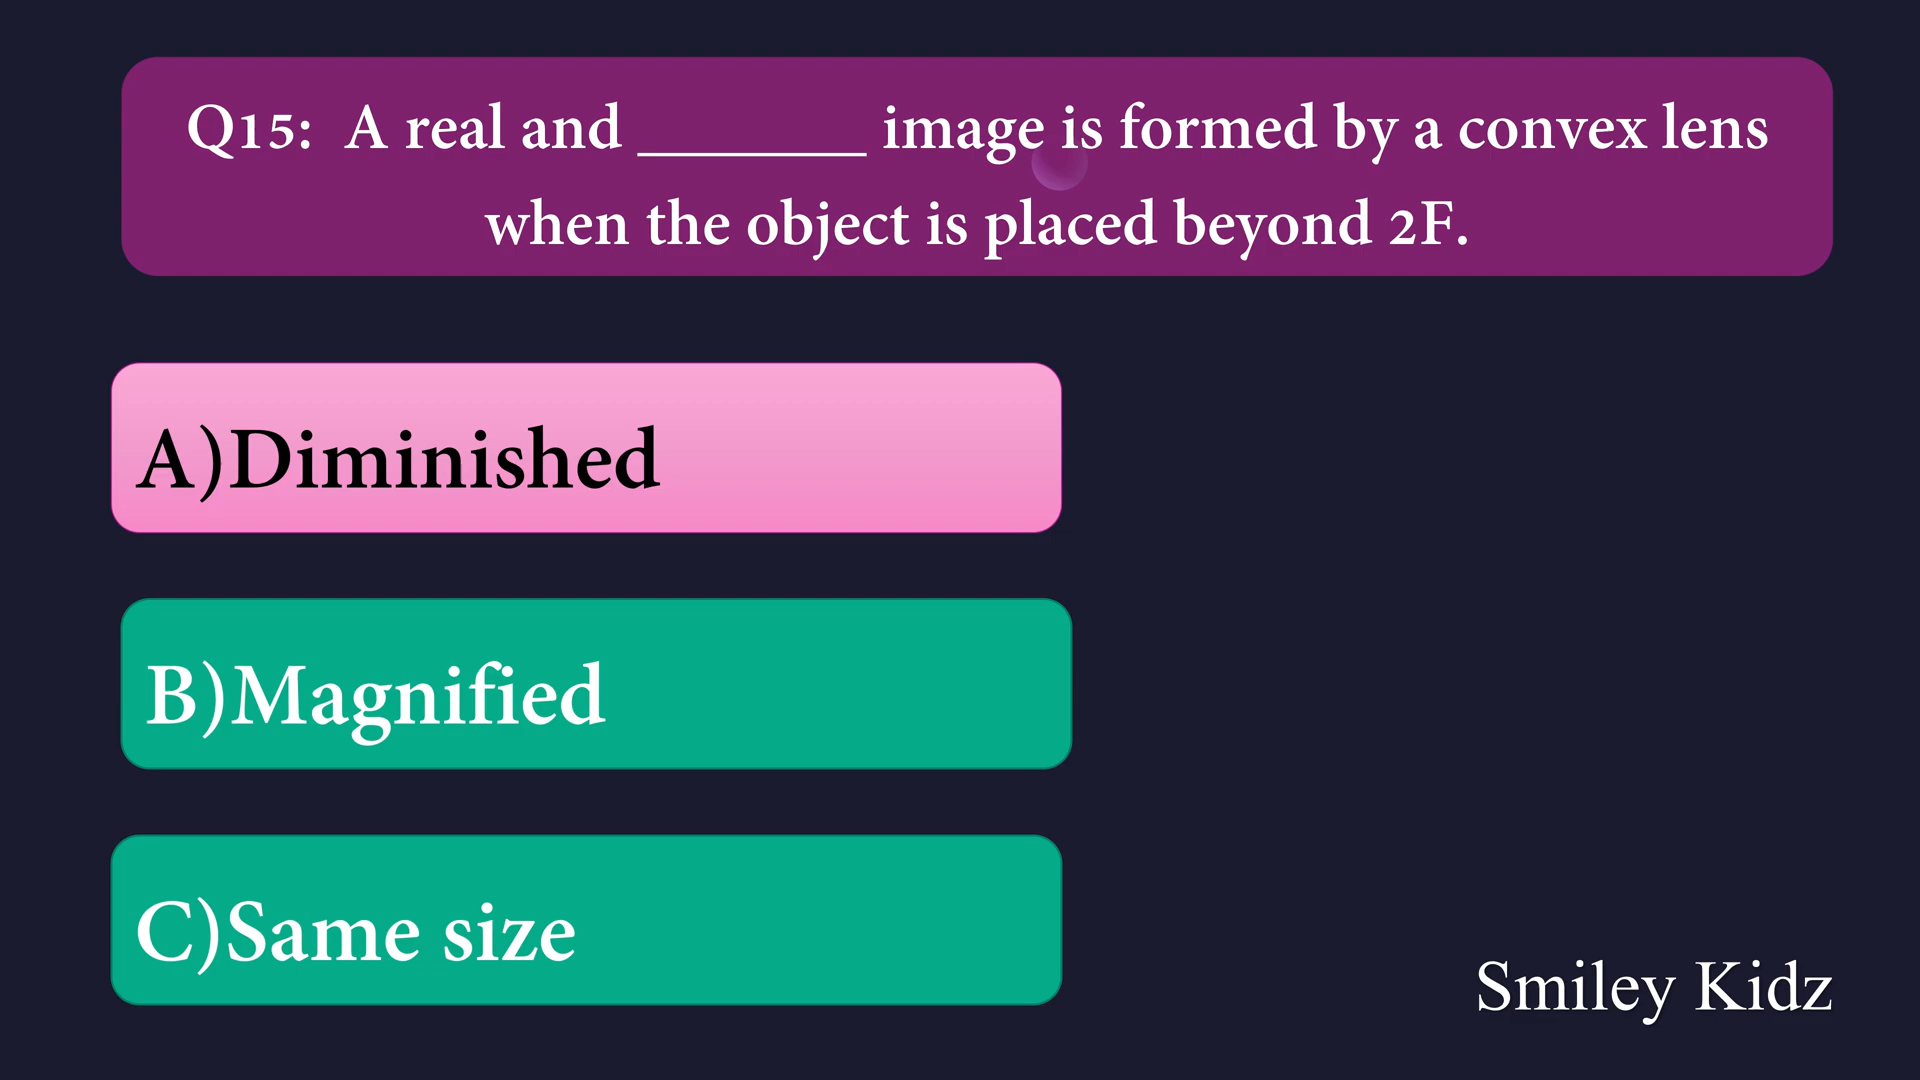 Q15: A real and _______ image is formed by a convex lens
when the object is placed beyond 2F.
A)Diminished
B)Magnified
C)Same size
Smiley Kidz